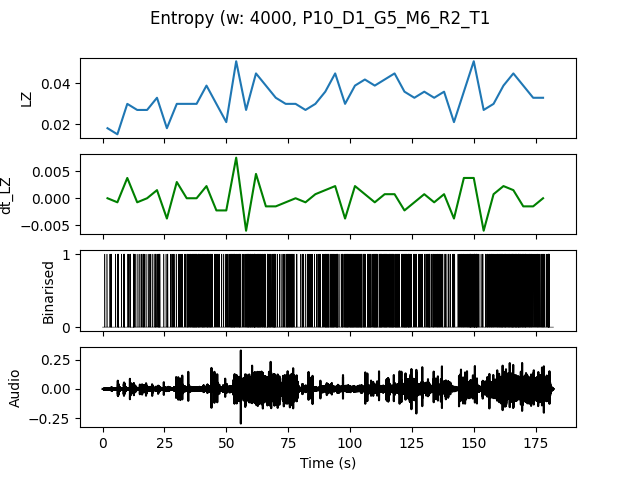 Entropy (w: 4000, P10_D1_G5_M6_R2_T1
0.04
0.02
LZ
0.005
0.000
−0.005
dt_LZ
1
0
Binarised
0.25
0.00
−0.25
Audio
0 25 50 75 100 125 150 175
Time (s)